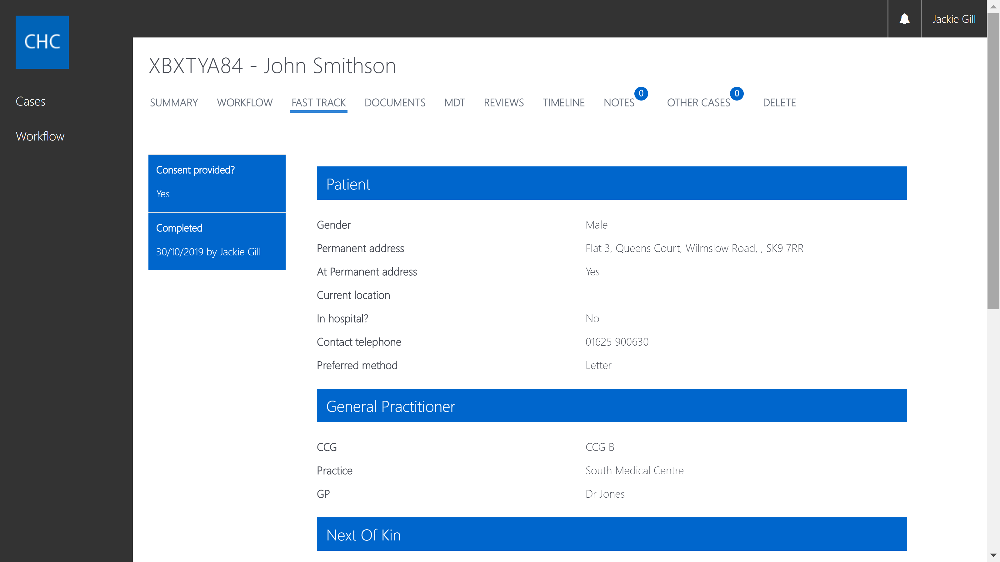 CHC
Jackie Gill
Cases
Workflow
XBXTYA84 - John Smithson
SUMMARY WORKFLOW FAST TRACK DOCUMENTS MDT REVIEWS TIMELINE NOTES 0 OTHER CASES 0 DELETE
Consent provided?
Yes
Completed
30/10/2019 by Jackie Gill
Patient
Gender Male
Permanent address Flat 3, Queens Court, Wilmslow Road, , SK9 7RR
At Permanent address Yes
Current location
In hospital? No
Contact telephone 01625 900630
Preferred method Letter
General Practitioner
CCG CCG B
Practice South Medical Centre
GP Dr Jones
Next Of Kin